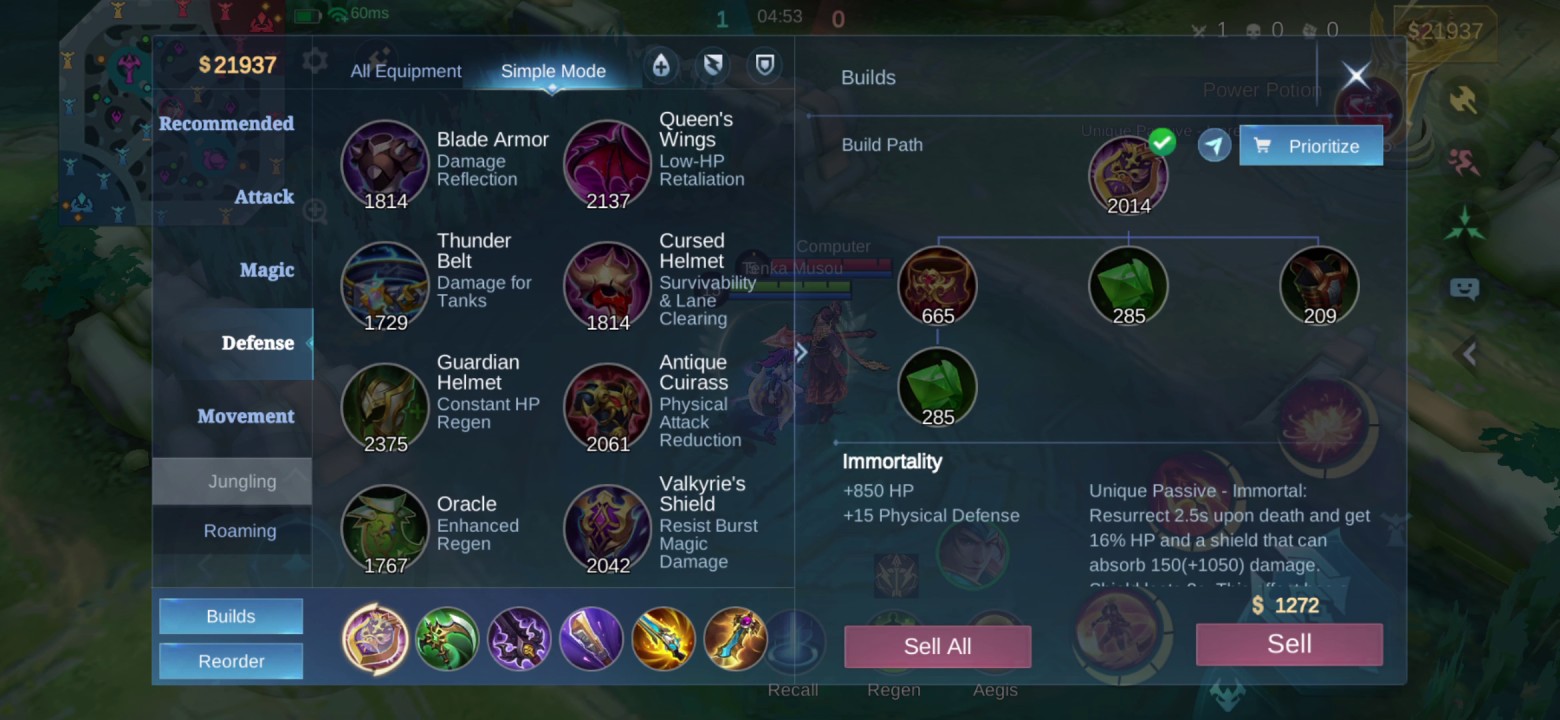 60ms
1
04:53
0
1
0
0
$21937
$21937
Recommended
Attack
Magic
Defense
Movement
Jungling
Roaming
Builds
Reorder
All Equipment
Simple Mode
Blade Armor
Damage
Reflection
1814
Queen's
Wings
Low-HP
Retaliation
2137
Thunder
Belt
Damage for
Tanks
1729
Cursed
Helmet
Survivability
& Lane
Clearing
1814
Guardian
Helmet
Constant HP
Regen
2375
Antique
Cuirass
Physical
Attack
Reduction
2061
Oracle
Enhanced
Regen
1767
Valkyrie's
Shield
Resist Burst
Magic
Damage
2042
Computer
Tenka Musou
Builds
Power Potion
Build Path
Unique Passive
Prioritize
2014
665
285
209
285
Immortality
+850 HP
+15 Physical Defense
Unique Passive - Immortal:
Resurrect 2.5s upon death and get
16% HP and a shield that can
absorb 150(+1050) damage.
$ 1272
Sell All
Sell
Recall
Regen
Aegis